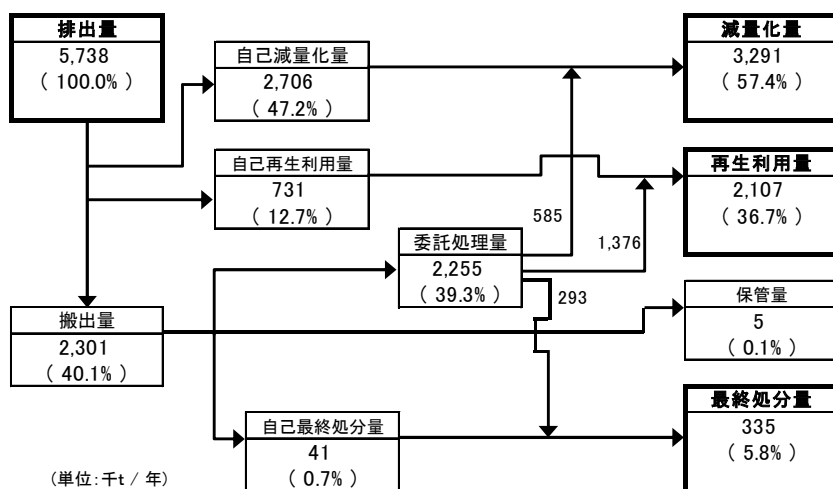 排出量
5,738
( 100.0% )
自己減量化量
2,706
( 47.2% )
減量化量
3,291
( 57.4% )
自己再生利用量
731
( 12.7% )
再生利用量
2,107
( 36.7% )
585
1,376
委託処理量
2,255
( 39.3% )
293
搬出量
2,301
( 40.1% )
保管量
5
( 0.1% )
自己最終処分量
41
( 0.7% )
最終処分量
335
( 5.8% )
(単位:千t / 年)